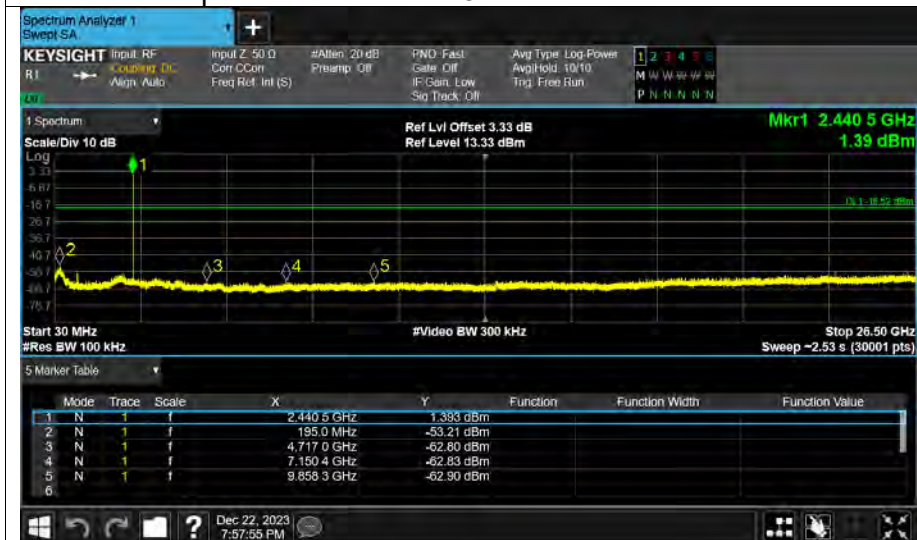 Spectrum Analyzer 1
Swept SA
+
KEYSIGHT Input: RF Input Z: 50 Ω #Atten: 20 dB PNO: Fast Avg Type: Log-Power 1 2 3 4 5 6
R1 Coupling: DC Corr CCorr Preamp: Off Gate: Off Avg|Hold: 10/10 M W W W W W
Align: Auto Freq Ref: Int (S) IF Gain: Low Trig: Free Run
Sig Track: Off P N N N N N
1 Spectrum Ref Lvl Offset 3.33 dB Mkr1 2.440 5 GHz
Scale/Div 10 dB Ref Level 13.33 dBm 1.39 dBm
Log
3.33 1
-6.67
-16.7 DL1 -18.52 dBm
-26.7
-36.7
-46.7 2
-56.7 3 4 5
-66.7
-76.7
Start 30 MHz #Video BW 300 kHz Stop 26.50 GHz
#Res BW 100 kHz Sweep ~2.53 s (30001 pts)
5 Marker Table
Mode Trace Scale X Y Function Function Width Function Value
1 N 1 f 2.440 5 GHz 1.393 dBm
2 N 1 f 195.0 MHz -53.21 dBm
3 N 1 f 4.717 0 GHz -62.80 dBm
4 N 1 f 7.150 4 GHz -62.83 dBm
5 N 1 f 9.858 3 GHz -62.90 dBm
6
? Dec 22, 2023
7:57:55 PM